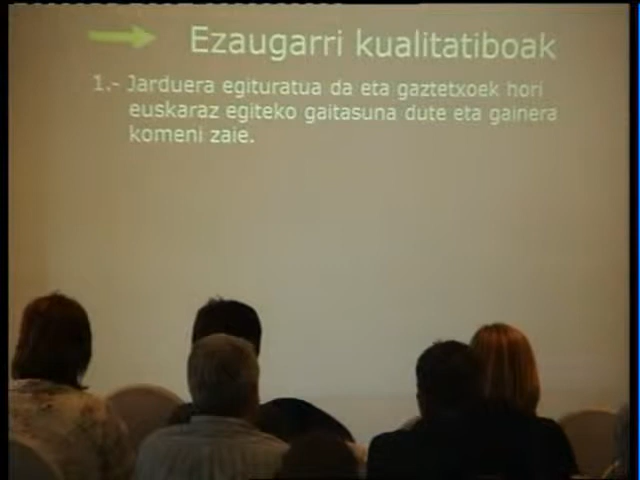 Ezaugarri kualitatiboak
1.- Jarduera egituratua da eta gaztetxoek hori
euskaraz egiteko gaitasuna dute eta gainera
komeni zaie.